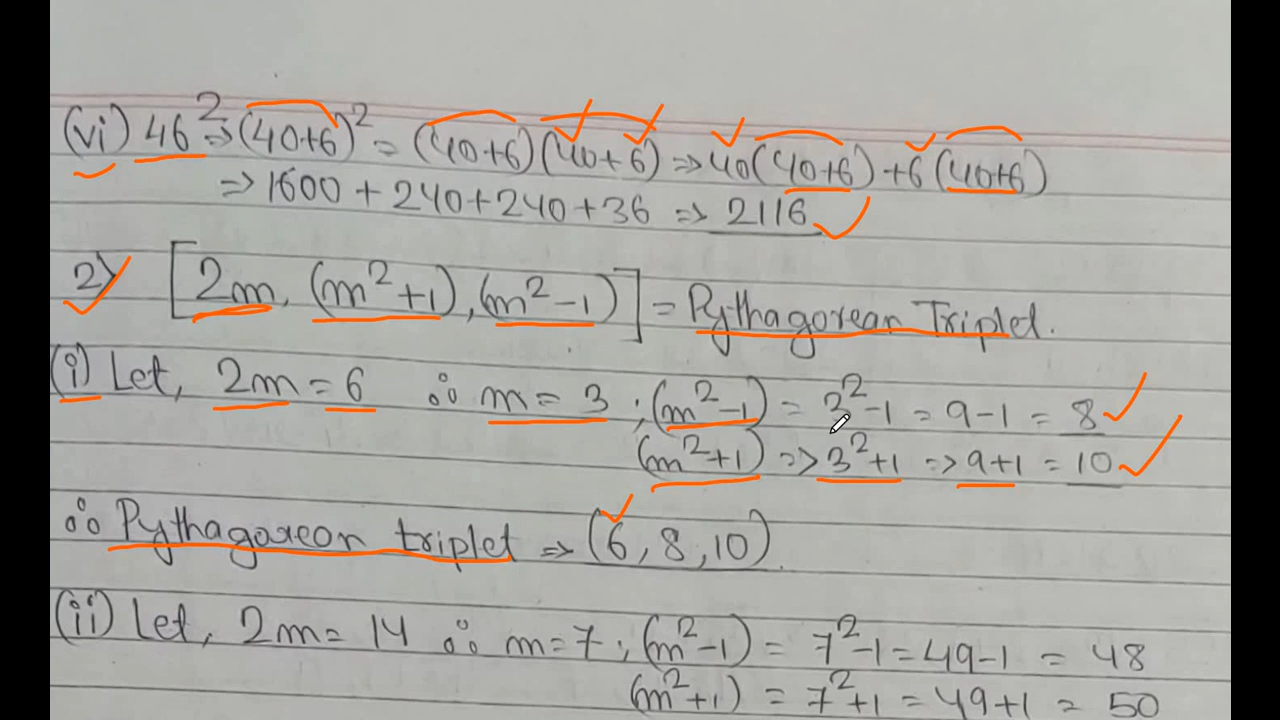 (vi) 46² ⇒ (40+6)² = (40+6)(40+6) ⇒ 40(40+6) + 6(40+6)
⇒ 1600 + 240 + 240 + 36 ⇒ 2116
2) [2m, (m²+1), (m²-1)] = Pythagorean Triplet.
(i) Let, 2m = 6 ∴ m = 3 ; (m²-1) = 3²-1 = 9-1 = 8
(m²+1) ⇒ 3²+1 ⇒ 9+1 = 10
∴ Pythagorean triplet ⇒ (6, 8, 10)
(ii) Let, 2m = 14 ∴ m = 7 ; (m²-1) = 7²-1 = 49-1 = 48
(m²+1) = 7²+1 = 49+1 = 50